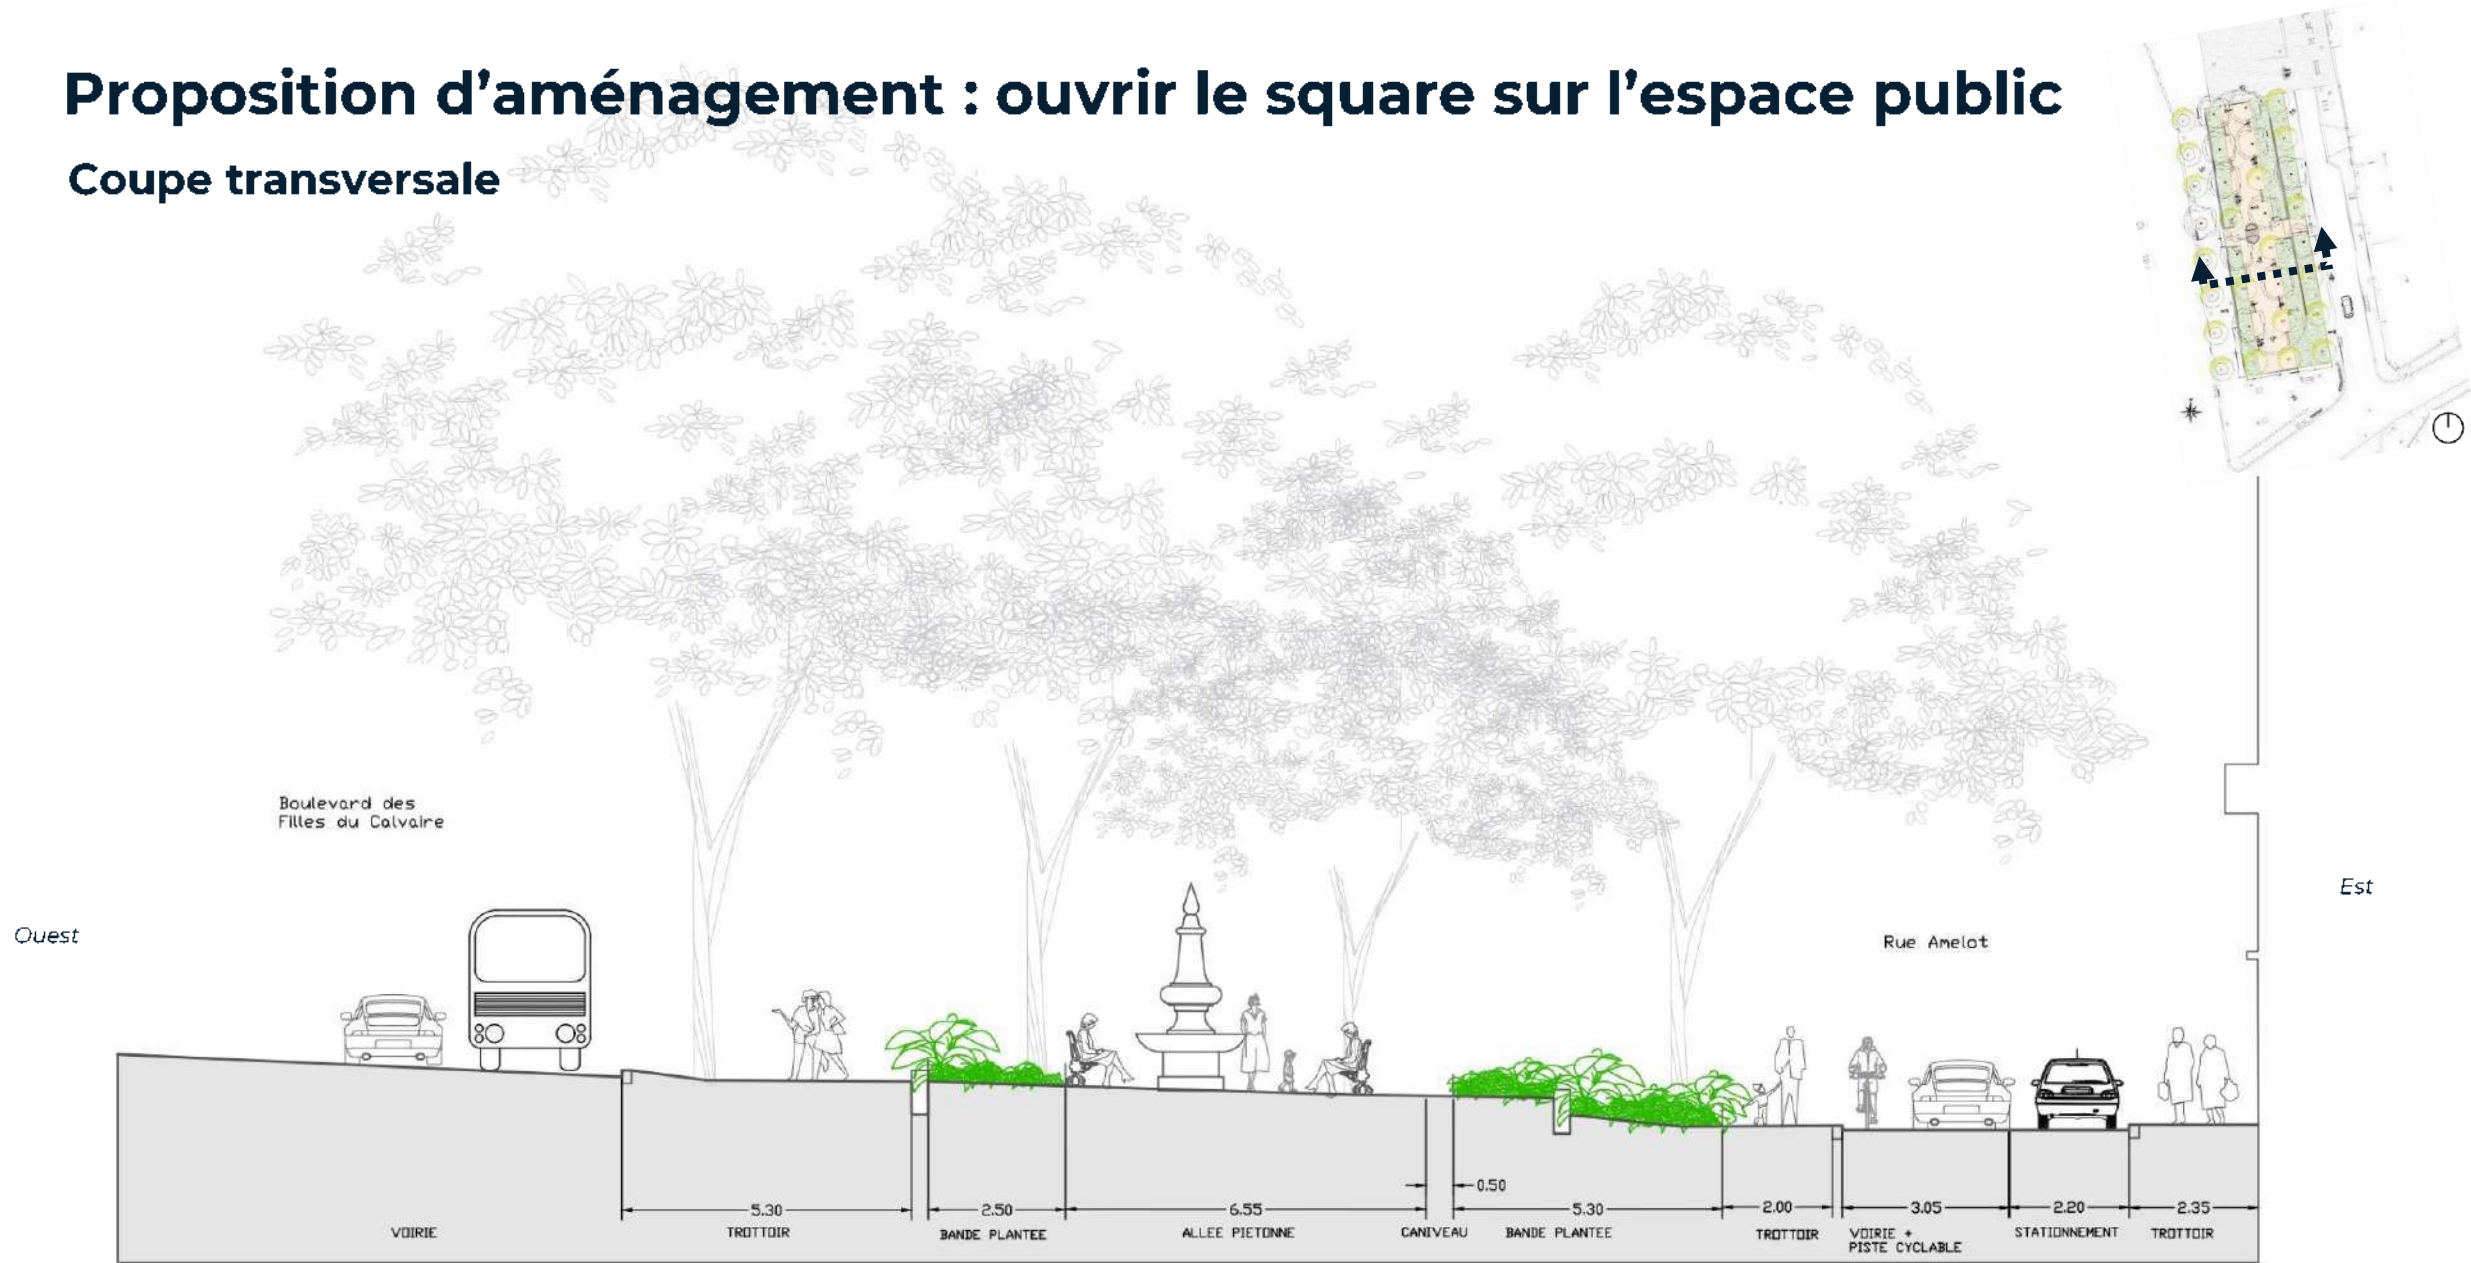 Proposition d’aménagement : ouvrir le square sur l’espace public
Coupe transversale
Boulevard des
Filles du Calvaire
Ouest
Est
Rue Amelot
0.50
5.30
2.50
6.55
5.30
2.00
3.05
2.20
2.35
VOIRIE
TROTTOIR
BANDE PLANTEE
ALLEE PIETONNE
CANIVEAU
BANDE PLANTEE
TROTTOIR
VOIRIE +
PISTE CYCLABLE
STATIONNEMENT
TROTTOIR